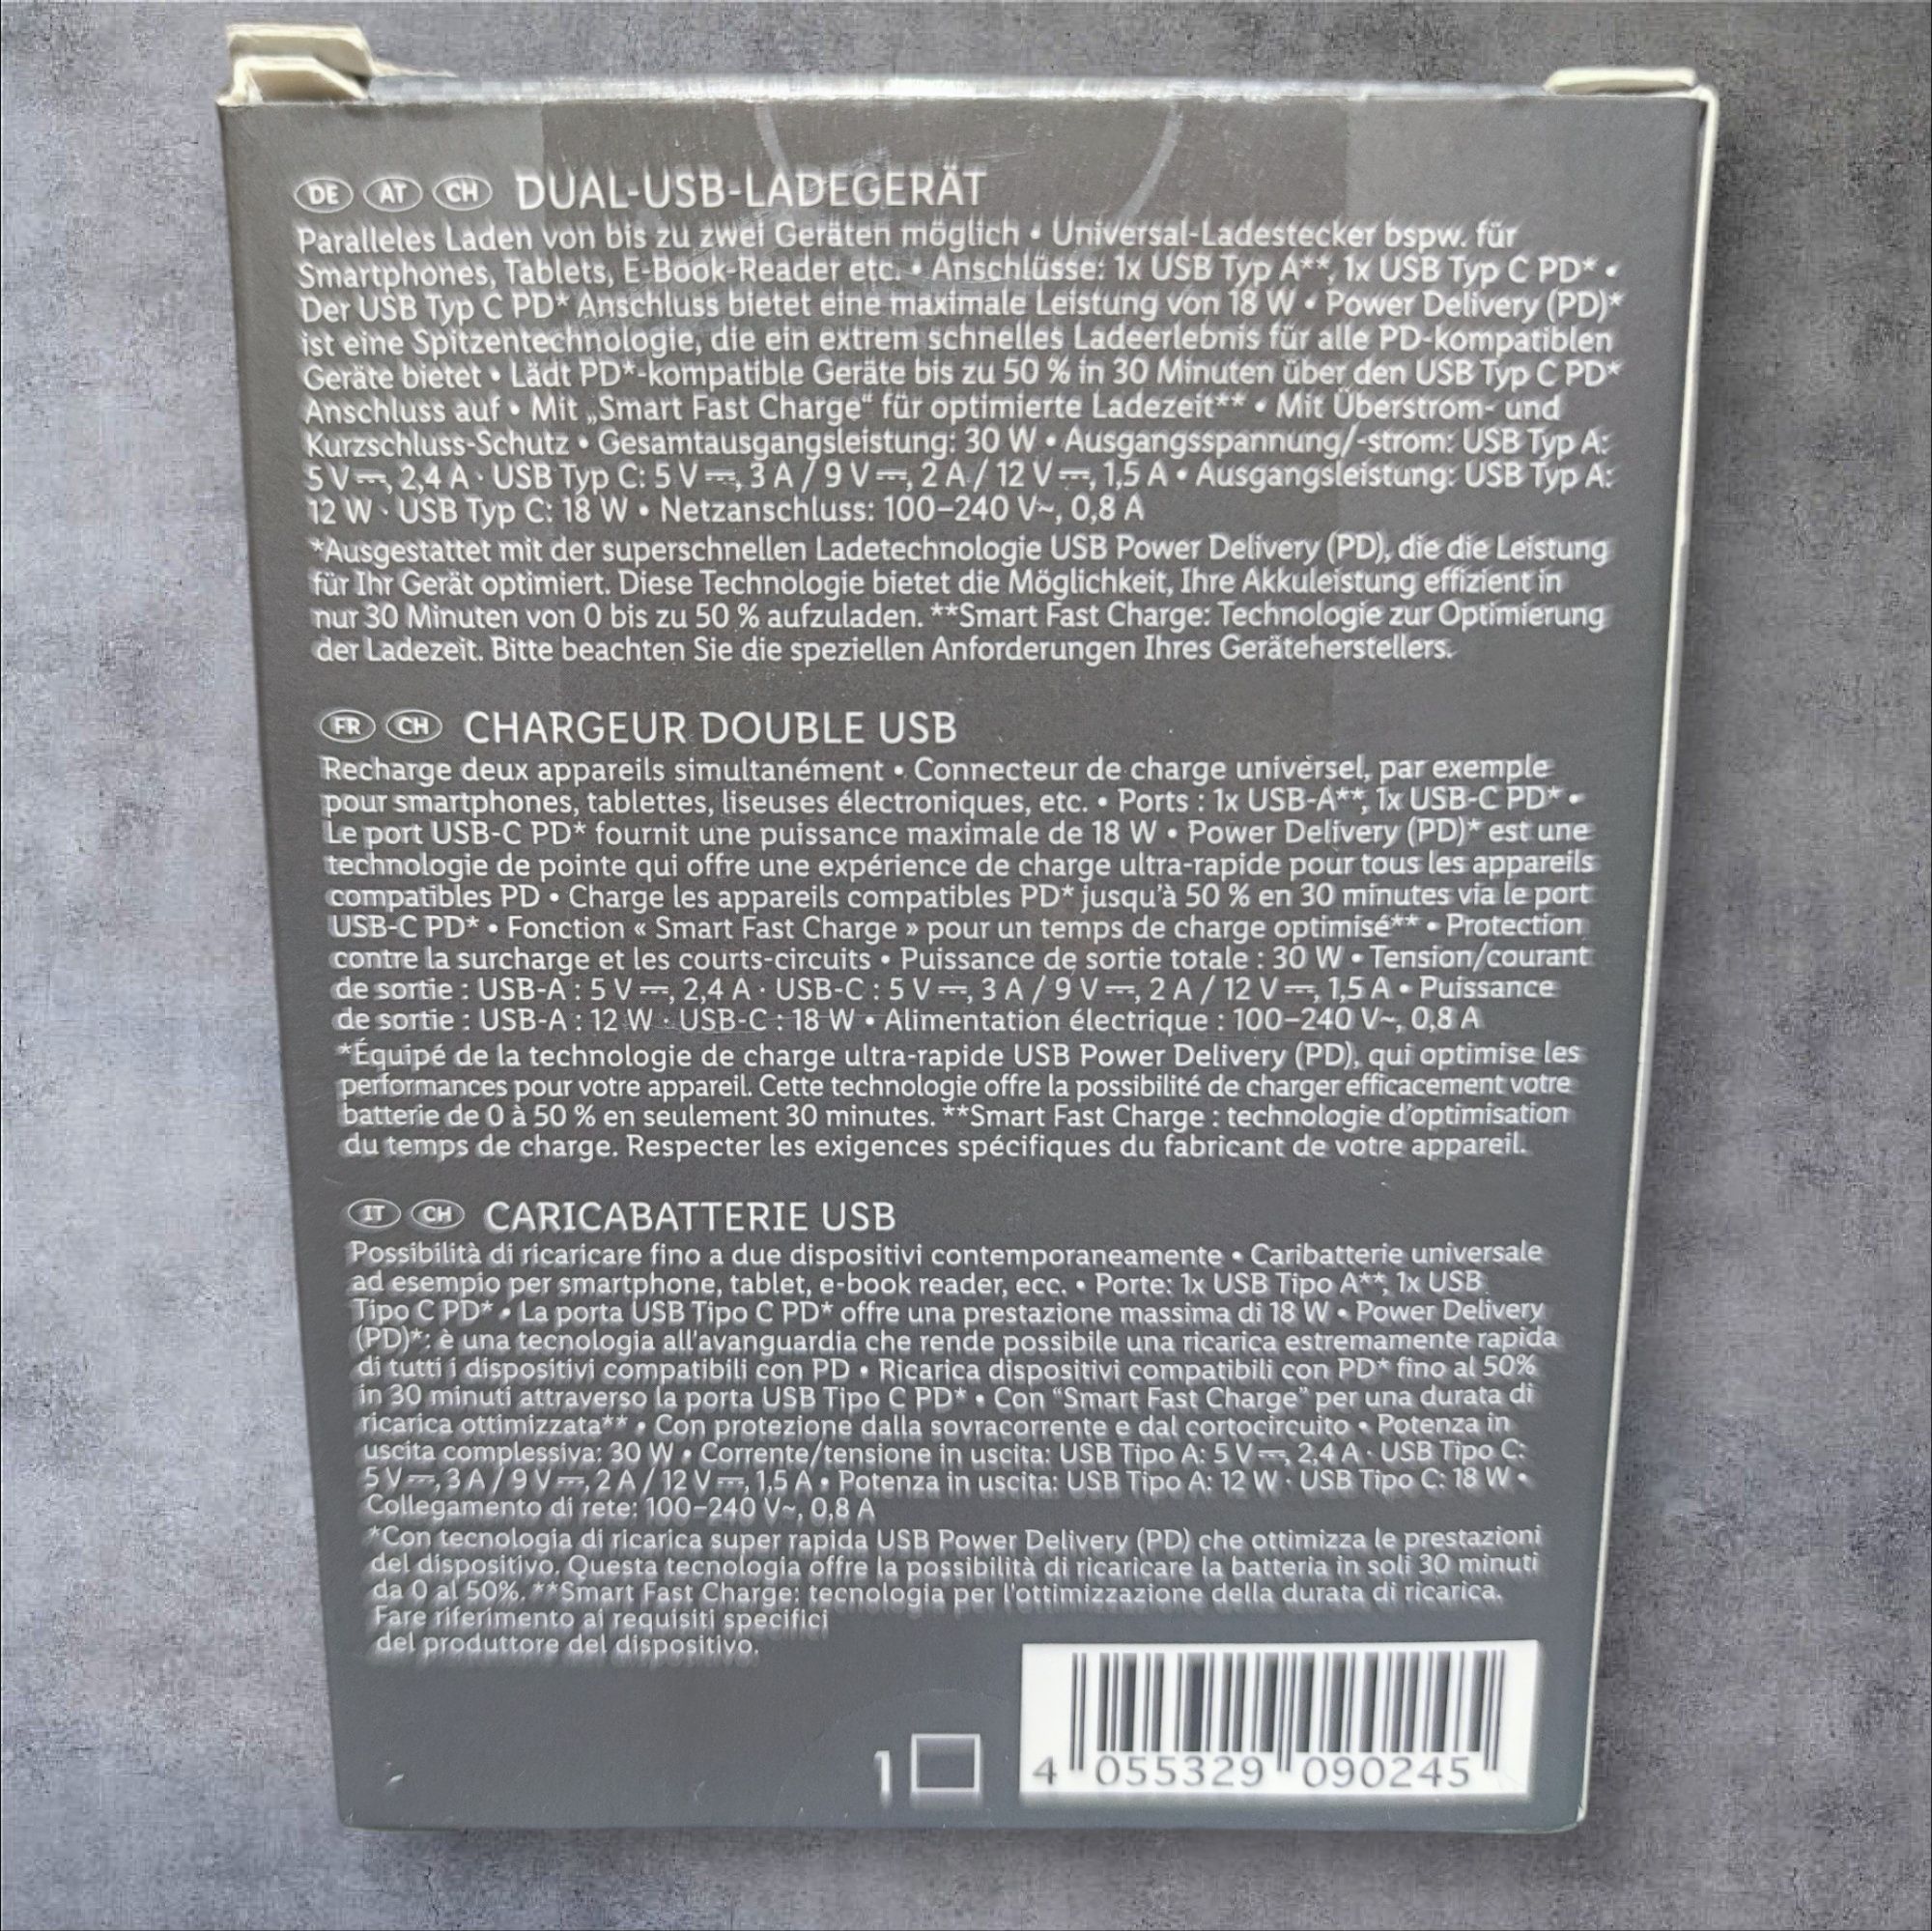 DE AT CH DUAL-USB-LADEGERÄT
Paralleles Laden von bis zu zwei Geräten möglich • Universal-Ladestecker bspw. für
Smartphones, Tablets, E-Book-Reader etc. • Anschlüsse: 1x USB Typ A**, 1x USB Typ C PD* •
Der USB Typ C PD* Anschluss bietet eine maximale Leistung von 18 W • Power Delivery (PD)*
ist eine Spitzentechnologie, die ein extrem schnelles Ladeerlebnis für alle PD-kompatiblen
Geräte bietet • Lädt PD*-kompatible Geräte bis zu 50 % in 30 Minuten über den USB Typ C PD*
Anschluss auf • Mit „Smart Fast Charge“ für optimierte Ladezeit** • Mit Überstrom- und
Kurzschluss-Schutz • Gesamtausgangsleistung: 30 W • Ausgangsspannung/-strom: USB Typ A:
5 V⎓, 2,4 A · USB Typ C: 5 V⎓, 3 A / 9 V⎓, 2 A / 12 V⎓, 1,5 A • Ausgangsleistung: USB Typ A:
12 W · USB Typ C: 18 W • Netzanschluss: 100–240 V~, 0,8 A
*Ausgestattet mit der superschnellen Ladetechnologie USB Power Delivery (PD), die die Leistung
für Ihr Gerät optimiert. Diese Technologie bietet die Möglichkeit, Ihre Akkuleistung effizient in
nur 30 Minuten von 0 bis zu 50 % aufzuladen. **Smart Fast Charge: Technologie zur Optimierung
der Ladezeit. Bitte beachten Sie die speziellen Anforderungen Ihres Geräteherstellers.
FR CH CHARGEUR DOUBLE USB
Recharge deux appareils simultanément • Connecteur de charge universel, par exemple
pour smartphones, tablettes, liseuses électroniques, etc. • Ports : 1x USB-A**, 1x USB-C PD* •
Le port USB-C PD* fournit une puissance maximale de 18 W • Power Delivery (PD)* est une
technologie de pointe qui offre une expérience de charge ultra-rapide pour tous les appareils
compatibles PD • Charge les appareils compatibles PD* jusqu’à 50 % en 30 minutes via le port
USB-C PD* • Fonction « Smart Fast Charge » pour un temps de charge optimisé** • Protection
contre la surcharge et les courts-circuits • Puissance de sortie totale : 30 W • Tension/courant
de sortie : USB-A : 5 V⎓, 2,4 A · USB-C : 5 V⎓, 3 A / 9 V⎓, 2 A / 12 V⎓, 1,5 A • Puissance
de sortie : USB-A : 12 W · USB-C : 18 W • Alimentation électrique : 100–240 V~, 0,8 A
*Équipé de la technologie de charge ultra-rapide USB Power Delivery (PD), qui optimise les
performances pour votre appareil. Cette technologie offre la possibilité de charger efficacement votre
batterie de 0 à 50 % en seulement 30 minutes. **Smart Fast Charge : technologie d’optimisation
du temps de charge. Respecter les exigences spécifiques du fabricant de votre appareil.
IT CH CARICABATTERIE USB
Possibilità di ricaricare fino a due dispositivi contemporaneamente • Caribatterie universale
ad esempio per smartphone, tablet, e-book reader, ecc. • Porte: 1x USB Tipo A**, 1x USB
Tipo C PD* • La porta USB Tipo C PD* offre una prestazione massima di 18 W • Power Delivery
(PD)*: è una tecnologia all'avanguardia che rende possibile una ricarica estremamente rapida
di tutti i dispositivi compatibili con PD • Ricarica dispositivi compatibili con PD* fino al 50%
in 30 minuti attraverso la porta USB Tipo C PD* • Con “Smart Fast Charge” per una durata di
ricarica ottimizzata** • Con protezione dalla sovracorrente e dal cortocircuito • Potenza in
uscita complessiva: 30 W • Corrente/tensione in uscita: USB Tipo A: 5 V⎓, 2,4 A · USB Tipo C:
5 V⎓, 3 A / 9 V⎓, 2 A / 12 V⎓, 1,5 A • Potenza in uscita: USB Tipo A: 12 W · USB Tipo C: 18 W •
Collegamento di rete: 100–240 V~, 0,8 A
*Con tecnologia di ricarica super rapida USB Power Delivery (PD) che ottimizza le prestazioni
del dispositivo. Questa tecnologia offre la possibilità di ricaricare la batteria in soli 30 minuti
da 0 al 50%. **Smart Fast Charge: tecnologia per l'ottimizzazione della durata di ricarica.
Fare riferimento ai requisiti specifici
del produttore del dispositivo.
1
4 055329 090245